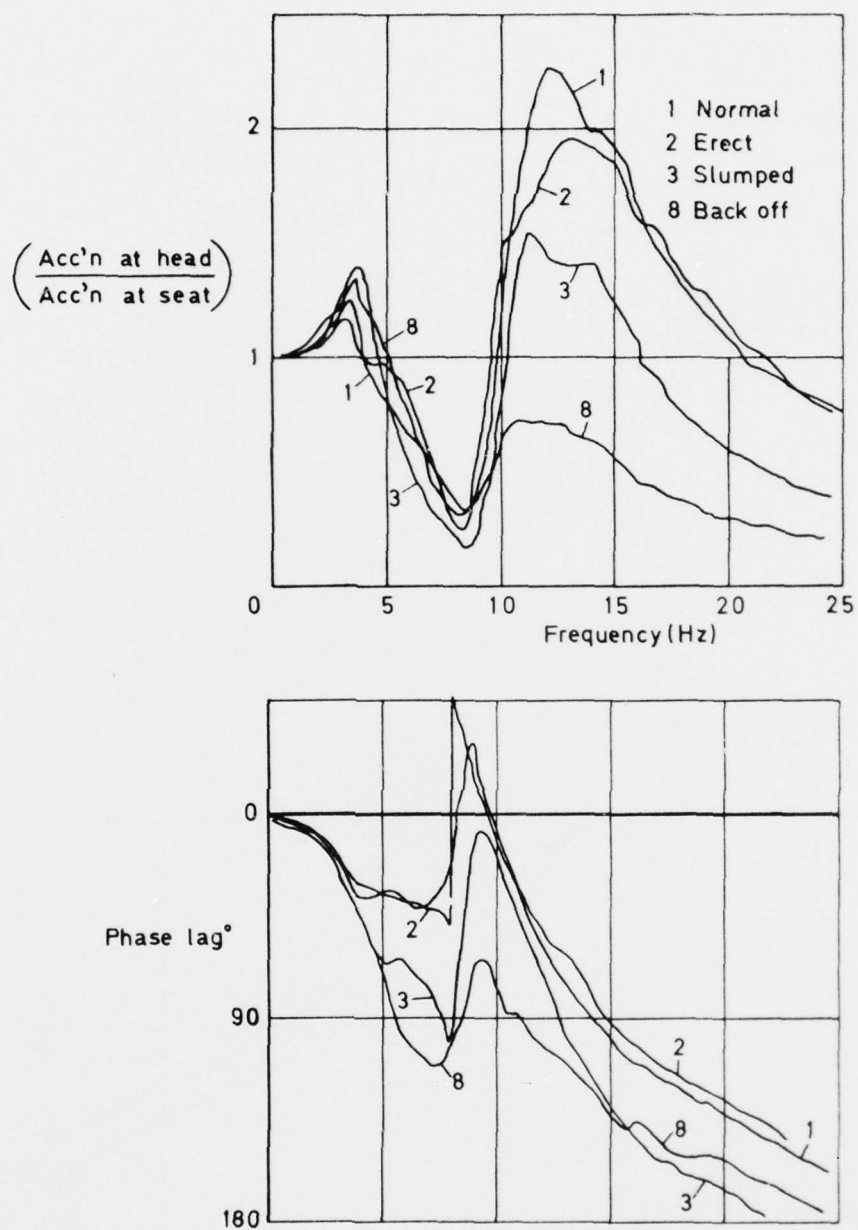 2
1
1 Normal
2 Erect
3 Slumped
8 Back off
2
3
8
(Acc'n at head
Acc'n at seat)
1
8
1
2
3
0 5 10 15 20 25
Frequency (Hz)
0
Phase lag°
2
3
8
90
2
8
1
3
180